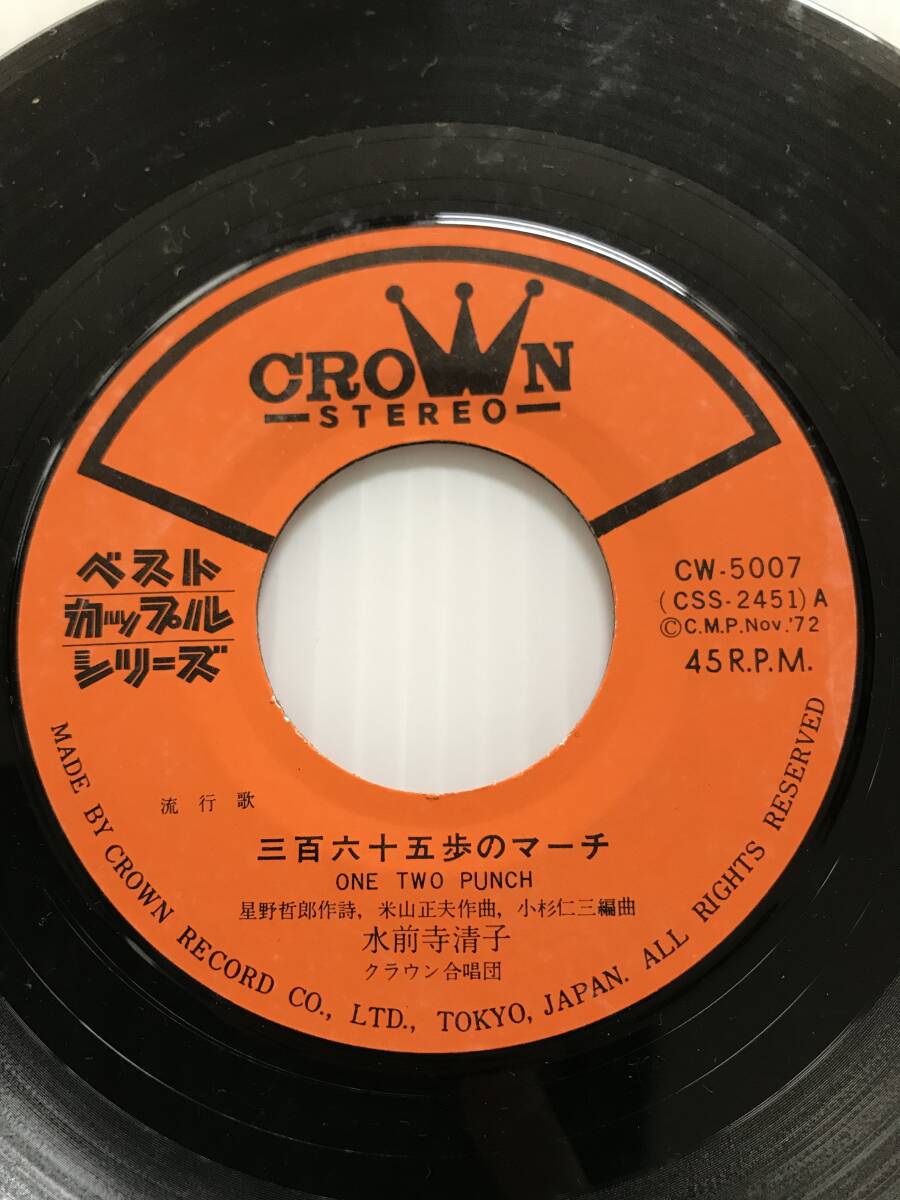 CROWN
STEREO
ベスト
カップル
シリーズ
CW-5007
(CSS-2451) A
©C.M.P. Nov.'72
45 R.P.M.
流行歌
三百六十五歩のマーチ
ONE TWO PUNCH
星野哲郎作詩, 米山正夫作曲, 小杉仁三編曲
水前寺清子
クラウン合唱団
MADE BY CROWN RECORD CO., LTD., TOKYO, JAPAN. ALL RIGHTS RESERVED